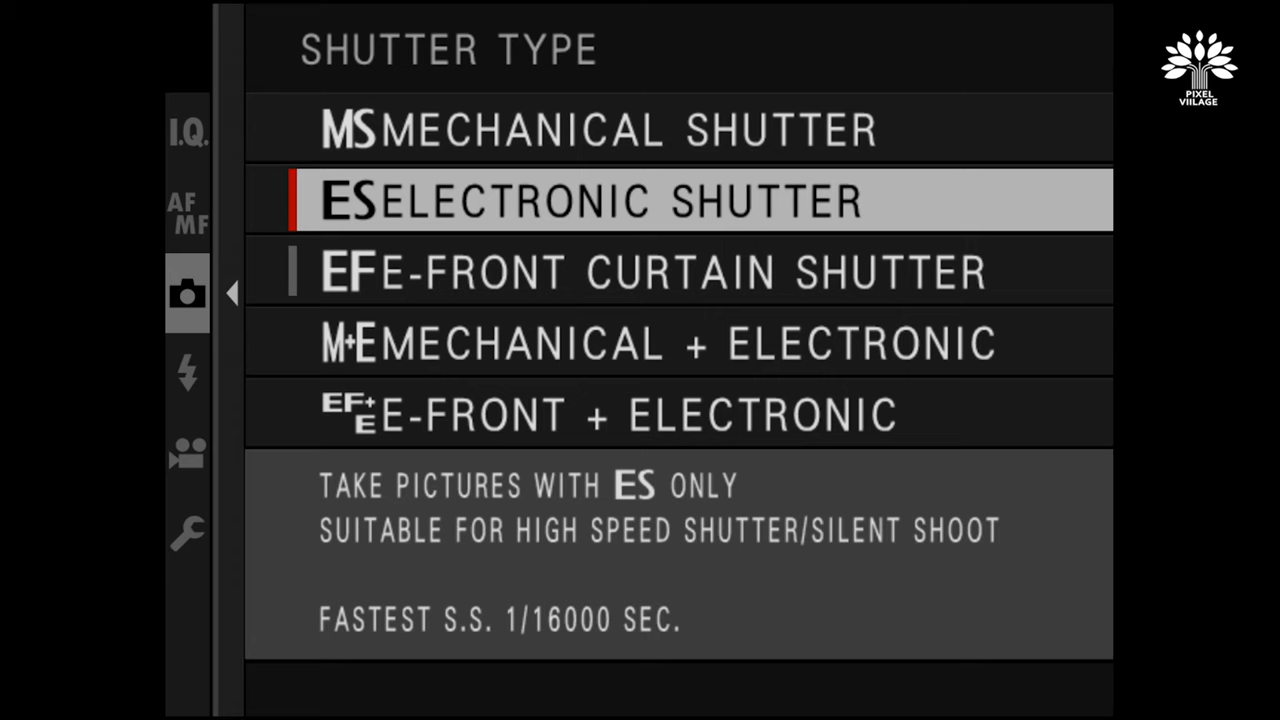 SHUTTER TYPE
PIXEL
VIILAGE
I.Q.
MS MECHANICAL SHUTTER
ES ELECTRONIC SHUTTER
AF
MF
EF E-FRONT CURTAIN SHUTTER
M+E MECHANICAL + ELECTRONIC
EF+
E E-FRONT + ELECTRONIC
TAKE PICTURES WITH ES ONLY
SUITABLE FOR HIGH SPEED SHUTTER/SILENT SHOOT
FASTEST S.S. 1/16000 SEC.